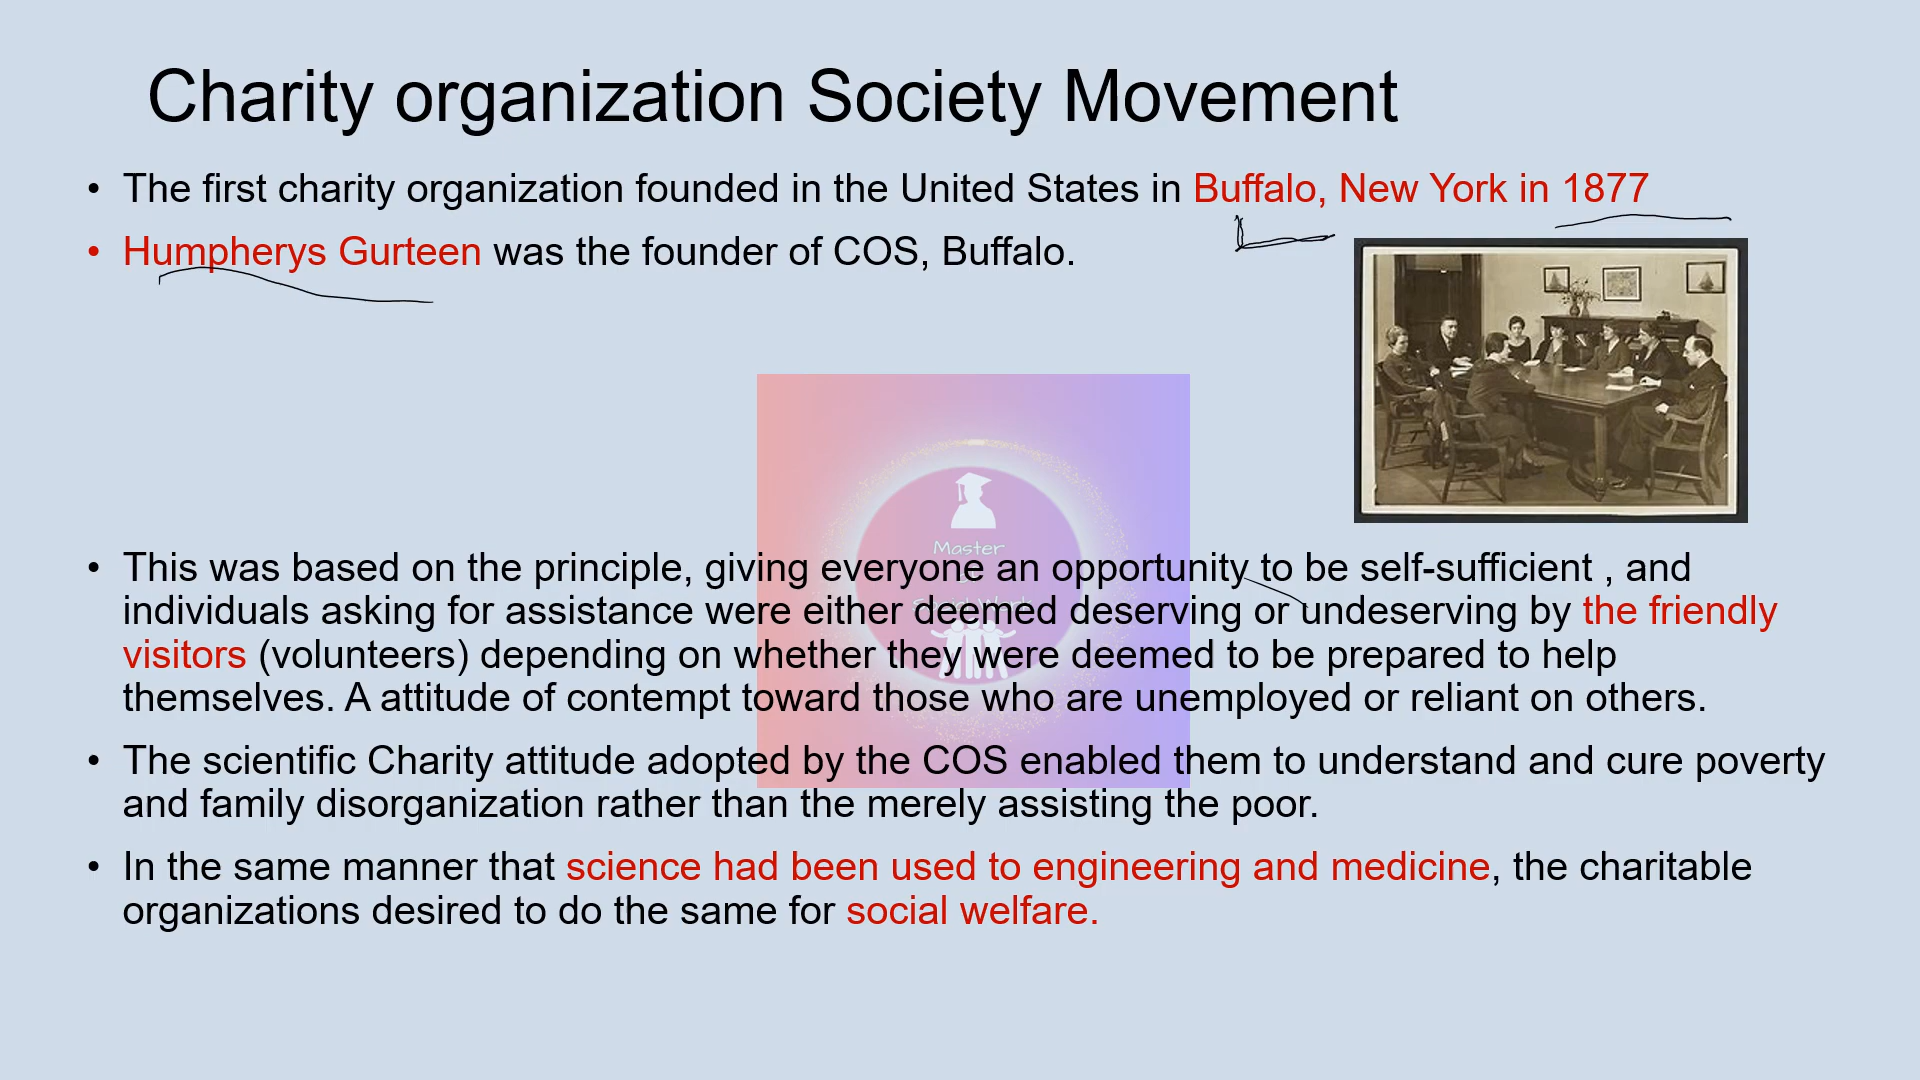 Charity organization Society Movement
• The first charity organization founded in the United States in Buffalo, New York in 1877
• Humpherys Gurteen was the founder of COS, Buffalo.
Master
Social Work
• This was based on the principle, giving everyone an opportunity to be self-sufficient , and
individuals asking for assistance were either deemed deserving or undeserving by the friendly
visitors (volunteers) depending on whether they were deemed to be prepared to help
themselves. A attitude of contempt toward those who are unemployed or reliant on others.
• The scientific Charity attitude adopted by the COS enabled them to understand and cure poverty
and family disorganization rather than the merely assisting the poor.
• In the same manner that science had been used to engineering and medicine, the charitable
organizations desired to do the same for social welfare.